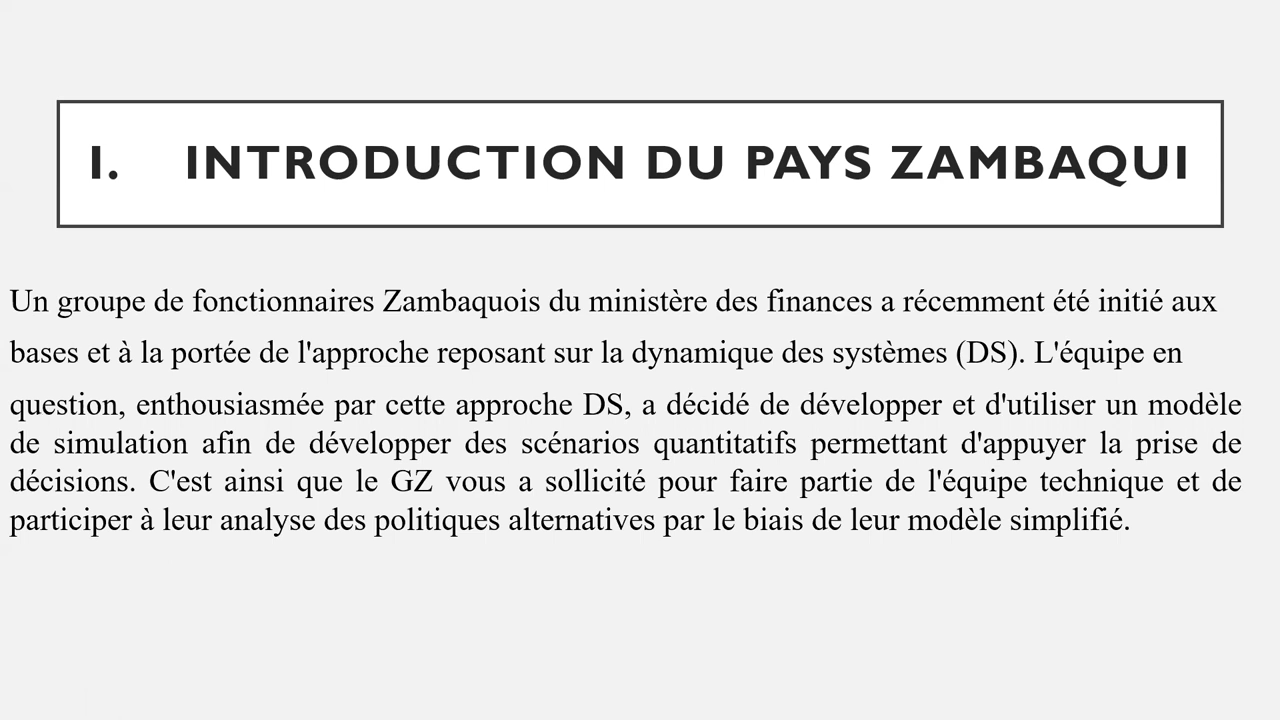 I. INTRODUCTION DU PAYS ZAMBAQUI
Un groupe de fonctionnaires Zambaquois du ministère des finances a récemment été initié aux
bases et à la portée de l'approche reposant sur la dynamique des systèmes (DS). L'équipe en
question, enthousiasmée par cette approche DS, a décidé de développer et d'utiliser un modèle
de simulation afin de développer des scénarios quantitatifs permettant d'appuyer la prise de
décisions. C'est ainsi que le GZ vous a sollicité pour faire partie de l'équipe technique et de
participer à leur analyse des politiques alternatives par le biais de leur modèle simplifié.